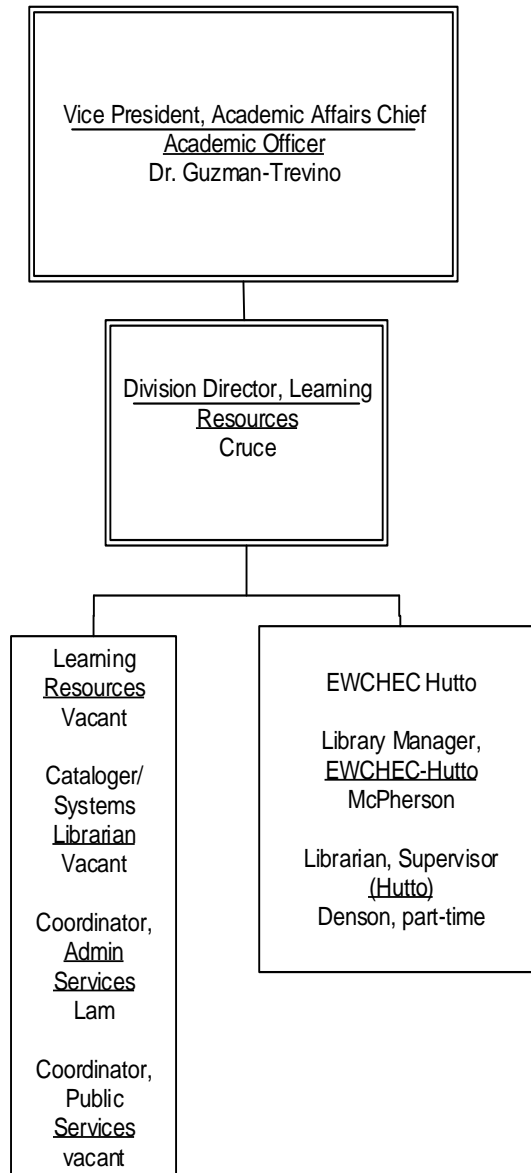 Vice President, Academic Affairs Chief
Academic Officer
Dr. Guzman-Trevino
Division Director, Learning
Resources
Cruce
Learning
Resources
Vacant
Cataloger/
Systems
Librarian
Vacant
Coordinator,
Admin
Services
Lam
Coordinator,
Public
Services
vacant
EWCHEC Hutto
Library Manager,
EWCHEC-Hutto
McPherson
Librarian, Supervisor
(Hutto)
Denson, part-time